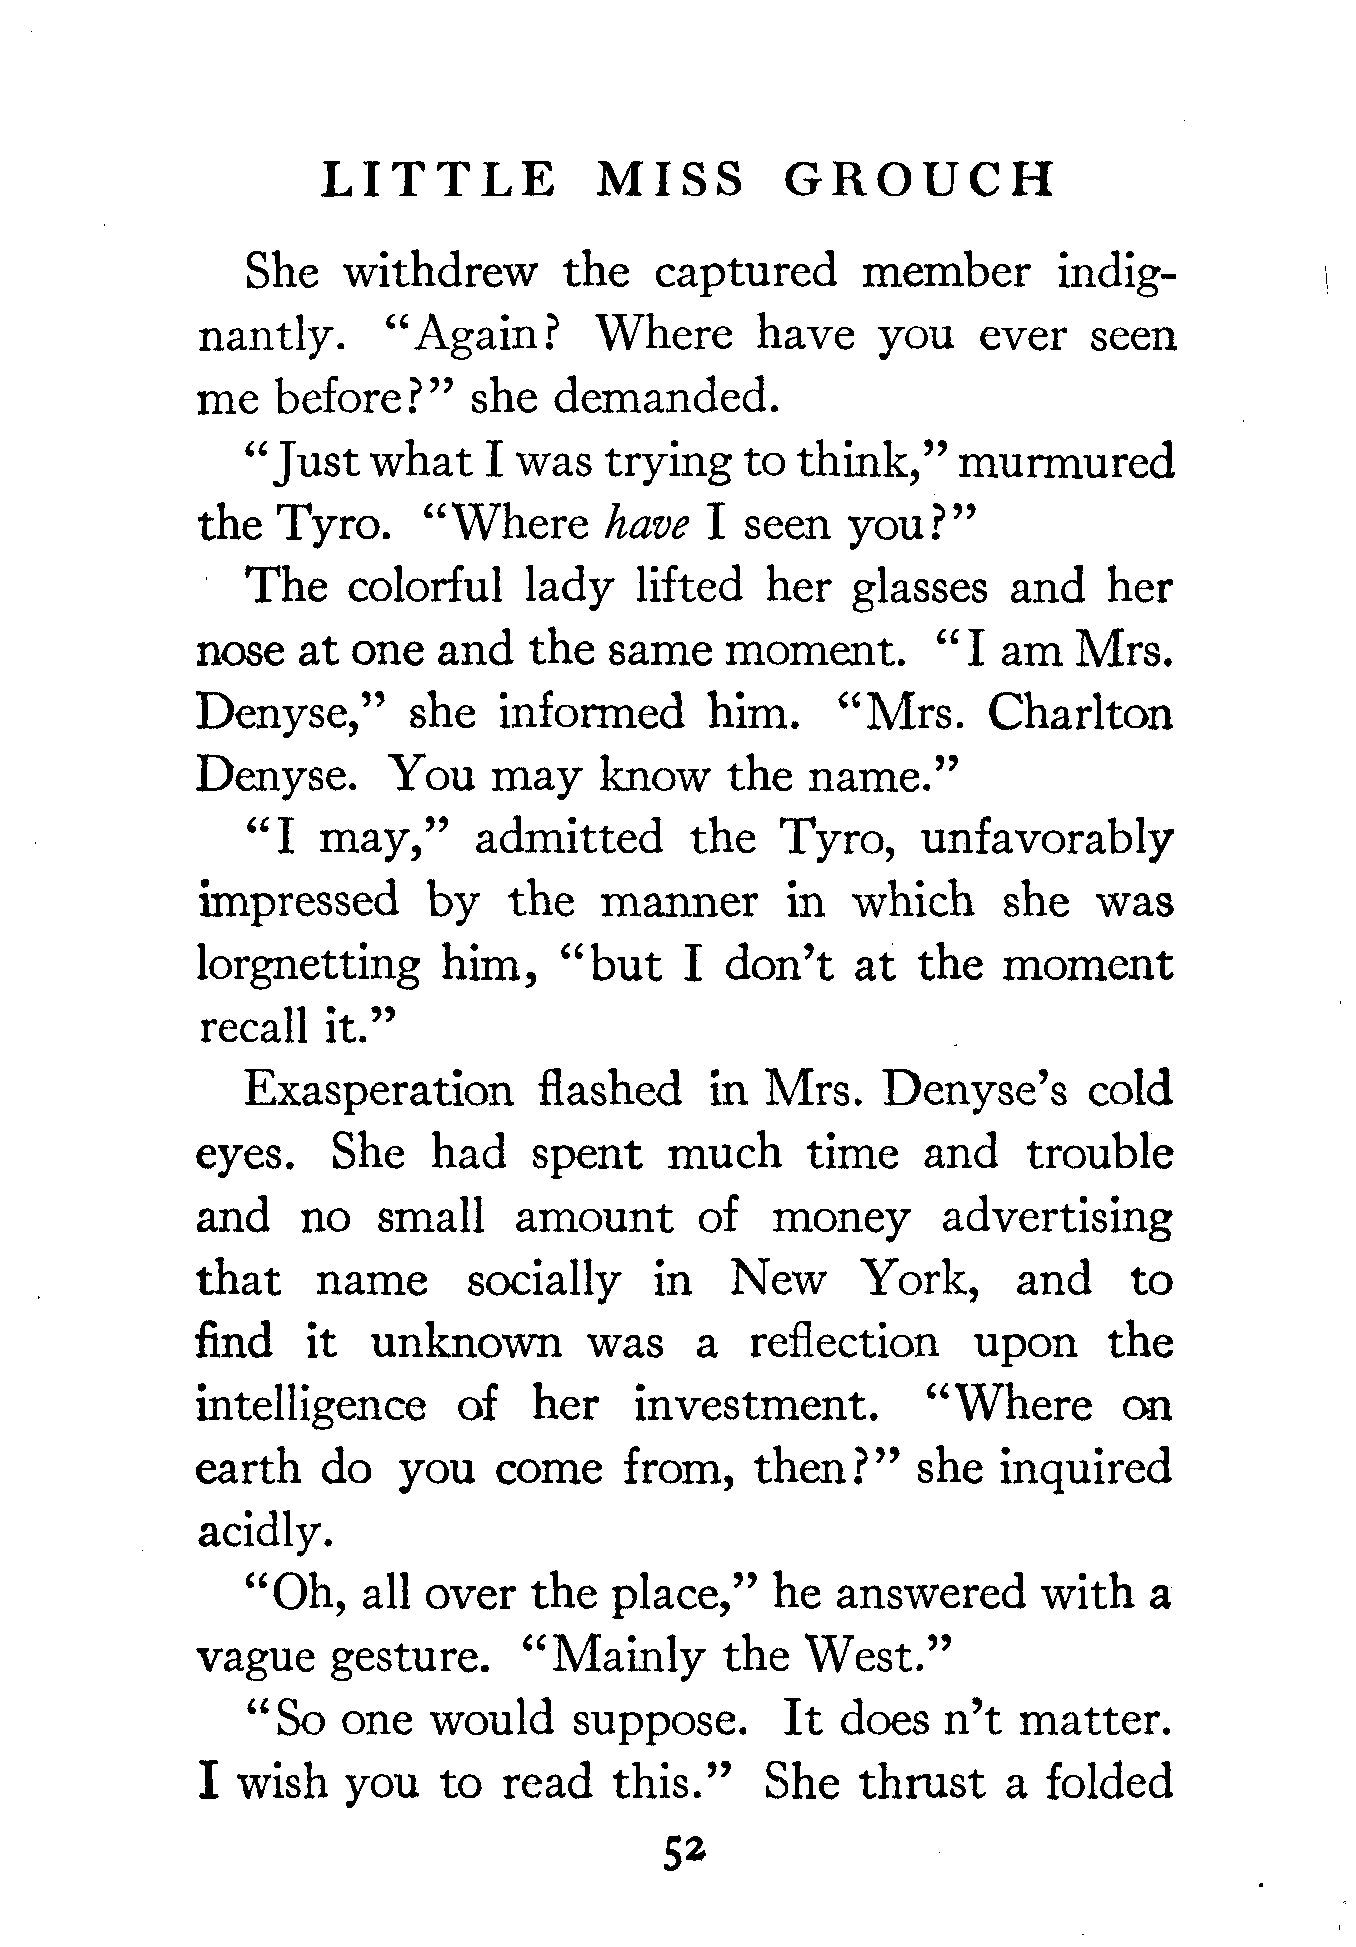 LITTLE MISS GROUCH
She withdrew the captured member indig-
nantly. “Again? Where have you ever seen
me before?” she demanded.
“Just what I was trying to think,” murmured
the Tyro. “Where have I seen you?”
The colorful lady lifted her glasses and her
nose at one and the same moment. “I am Mrs.
Denyse,” she informed him. “Mrs. Charlton
Denyse. You may know the name.”
“I may,” admitted the Tyro, unfavorably
impressed by the manner in which she was
lorgnetting him, “but I don’t at the moment
recall it.”
Exasperation flashed in Mrs. Denyse’s cold
eyes. She had spent much time and trouble
and no small amount of money advertising
that name socially in New York, and to
find it unknown was a reflection upon the
intelligence of her investment. “Where on
earth do you come from, then?” she inquired
acidly.
“Oh, all over the place,” he answered with a
vague gesture. “Mainly the West.”
“So one would suppose. It does n’t matter.
I wish you to read this.” She thrust a folded
52